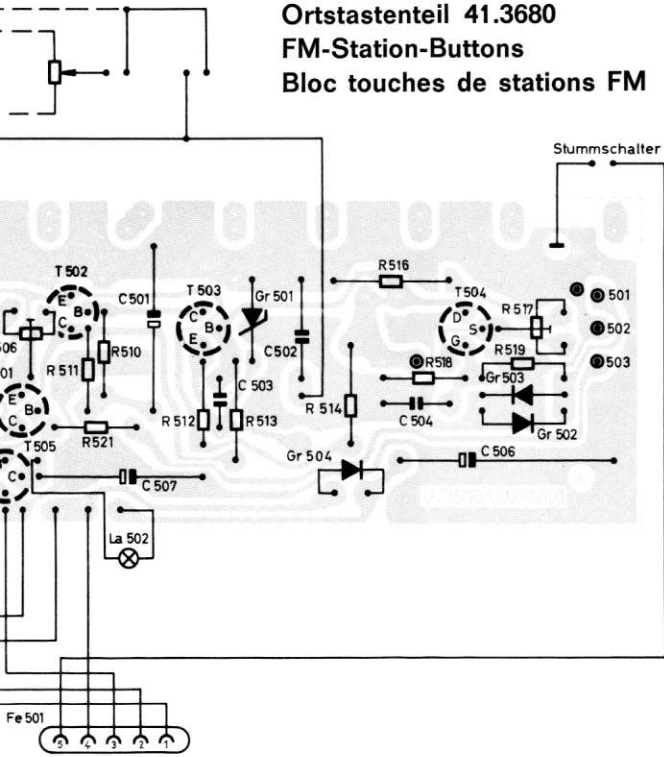 Ortstastenteil 41.3680
FM-Station-Buttons
Bloc touches de stations FM
Stummschalter
T 502
E
B
C
C 501
T 503
C
B
E
Gr 501
C 502
R 516
T 504
D
S
G
R 517
501
502
503
506
R 511
R 510
R 518
R 519
Gr 503
01
E
B
C
R 521
C 503
R 512
R 513
R 514
C 504
Gr 502
T 505
C
C 507
Gr 504
C 506
La 502
Fe 501
5 4 3 2 1